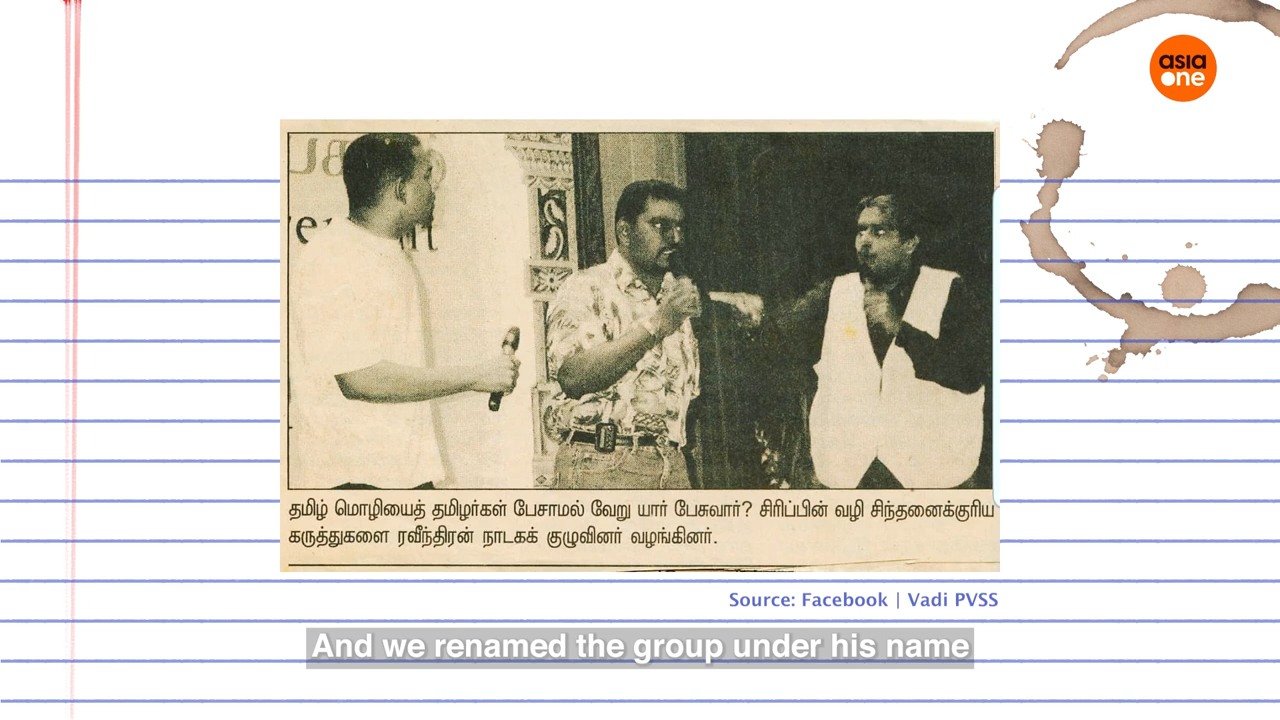 asia
one
தமிழ் மொழியைத் தமிழர்கள் பேசாமல் வேறு யார் பேசுவார்? சிரிப்பின் வழி சிந்தனைக்குரிய
கருத்துகளை ரவீந்திரன் நாடகக் குழுவினர் வழங்கினர்.
Source: Facebook | Vadi PVSS
And we renamed the group under his name